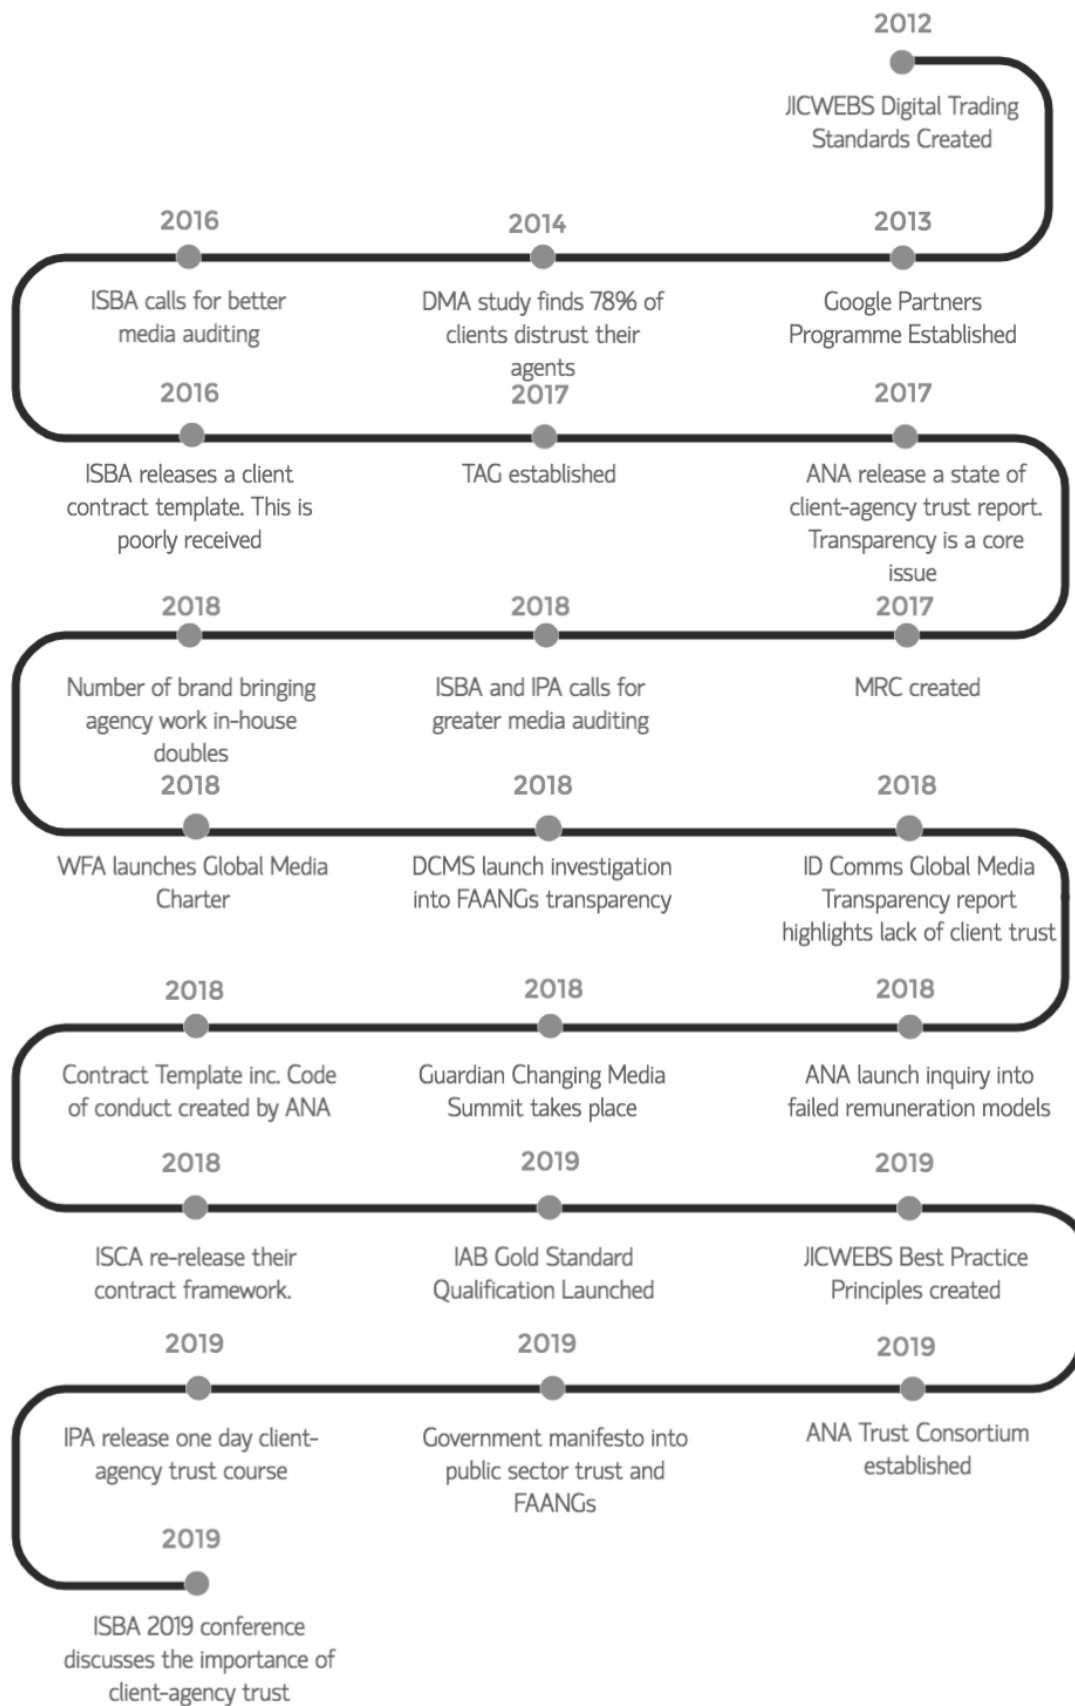 2012
JICWEBS Digital Trading
Standards Created
2013
Google Partners
Programme Established
2014
DMA study finds 78% of
clients distrust their
agents
2016
ISBA calls for better
media auditing
2016
ISBA releases a client
contract template. This is
poorly received
2017
TAG established
2017
ANA release a state of
client-agency trust report.
Transparency is a core
issue
2017
MRC created
2018
ISBA and IPA calls for
greater media auditing
2018
Number of brand bringing
agency work in-house
doubles
2018
WFA launches Global Media
Charter
2018
DCMS launch investigation
into FAANGs transparency
2018
ID Comms Global Media
Transparency report
highlights lack of client trust
2018
ANA launch inquiry into
failed remuneration models
2018
Guardian Changing Media
Summit takes place
2018
Contract Template inc. Code
of conduct created by ANA
2018
ISCA re-release their
contract framework.
2019
IAB Gold Standard
Qualification Launched
2019
JICWEBS Best Practice
Principles created
2019
ANA Trust Consortium
established
2019
Government manifesto into
public sector trust and
FAANGs
2019
IPA release one day client-
agency trust course
2019
ISBA 2019 conference
discusses the importance of
client-agency trust